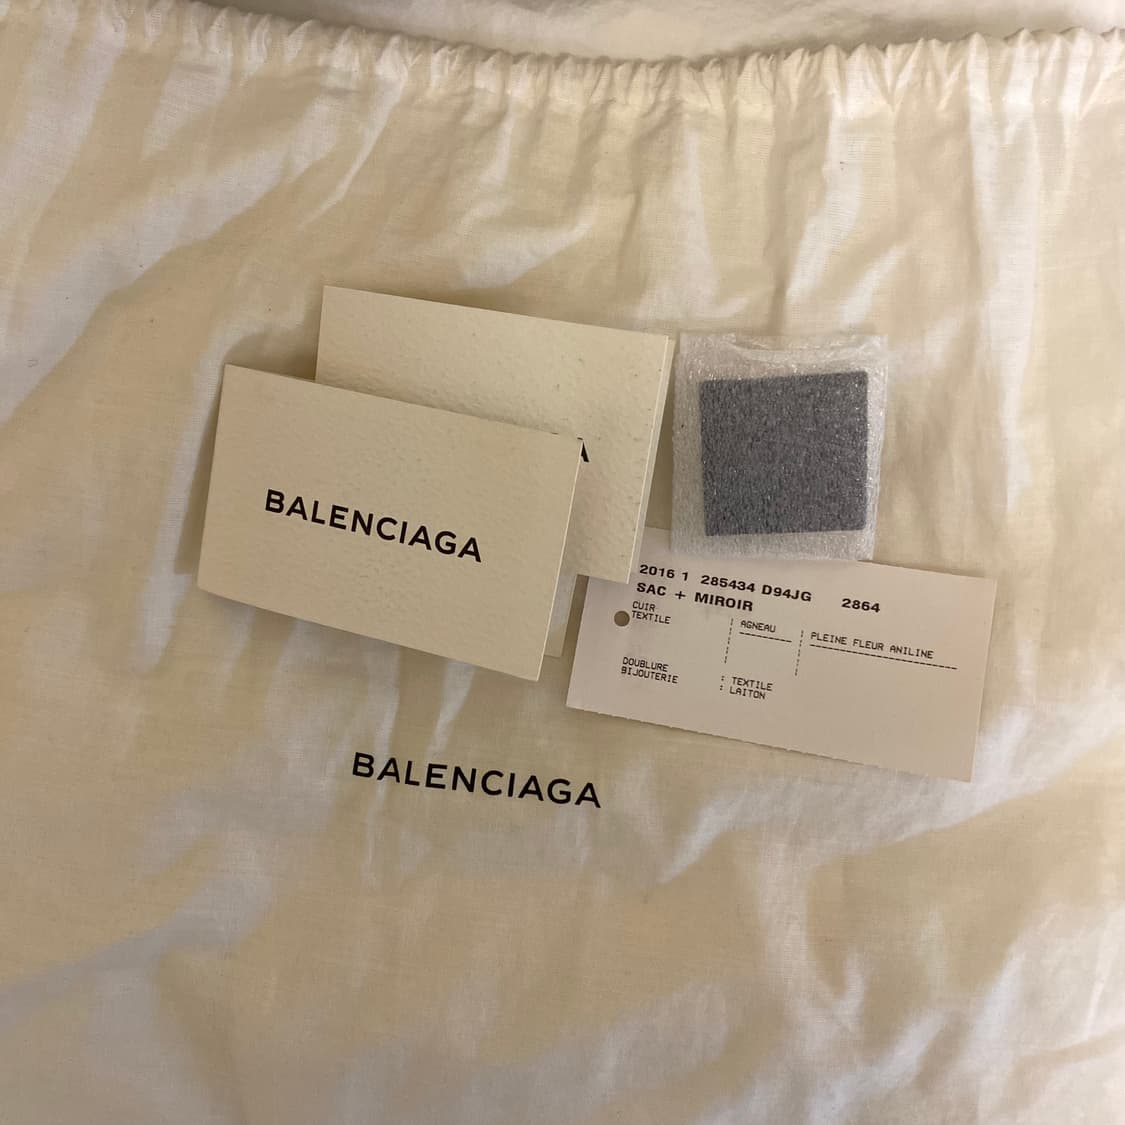 BALENCIAGA
2016 1 285434 D94JG 2864
SAC + MIROIR
CUIR
TEXTILE
AGNEAU
PLEINE FLEUR ANILINE
DOUBLURE : TEXTILE
BIJOUTERIE : LAITON
BALENCIAGA